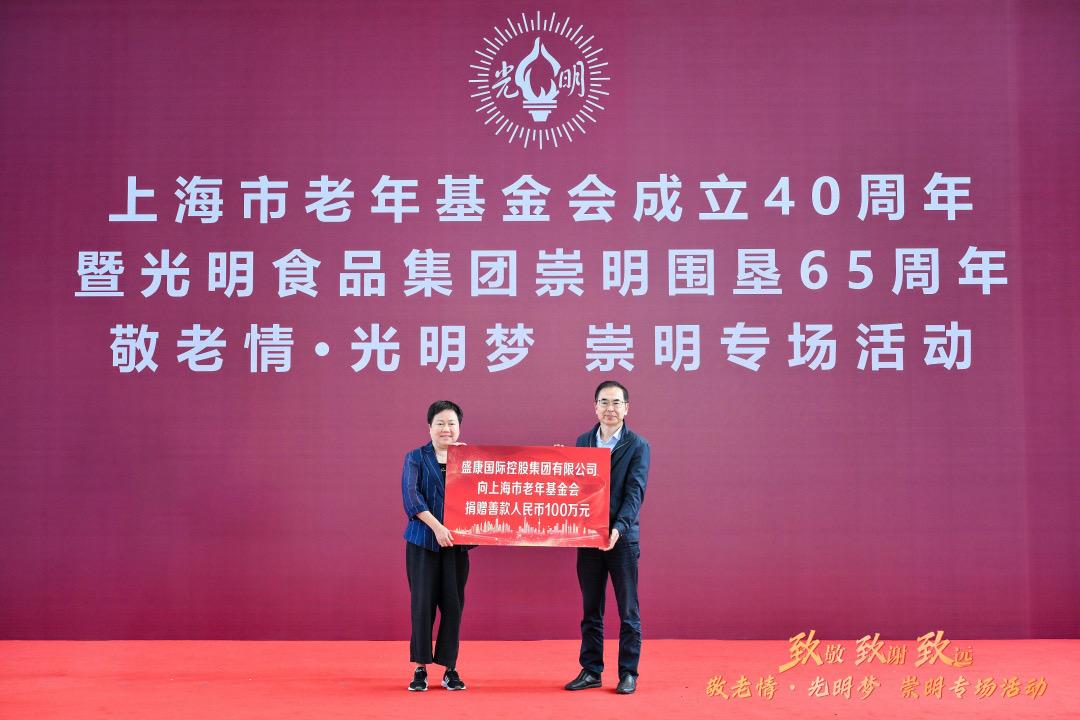 光明
上海市老年基金会成立40周年
暨光明食品集团崇明围垦65周年
敬老情·光明梦 崇明专场活动
盛康国际控股集团有限公司
向上海市老年基金会
捐赠善款人民币100万元
致敬 致谢 致远
敬老情·光明梦 崇明专场活动